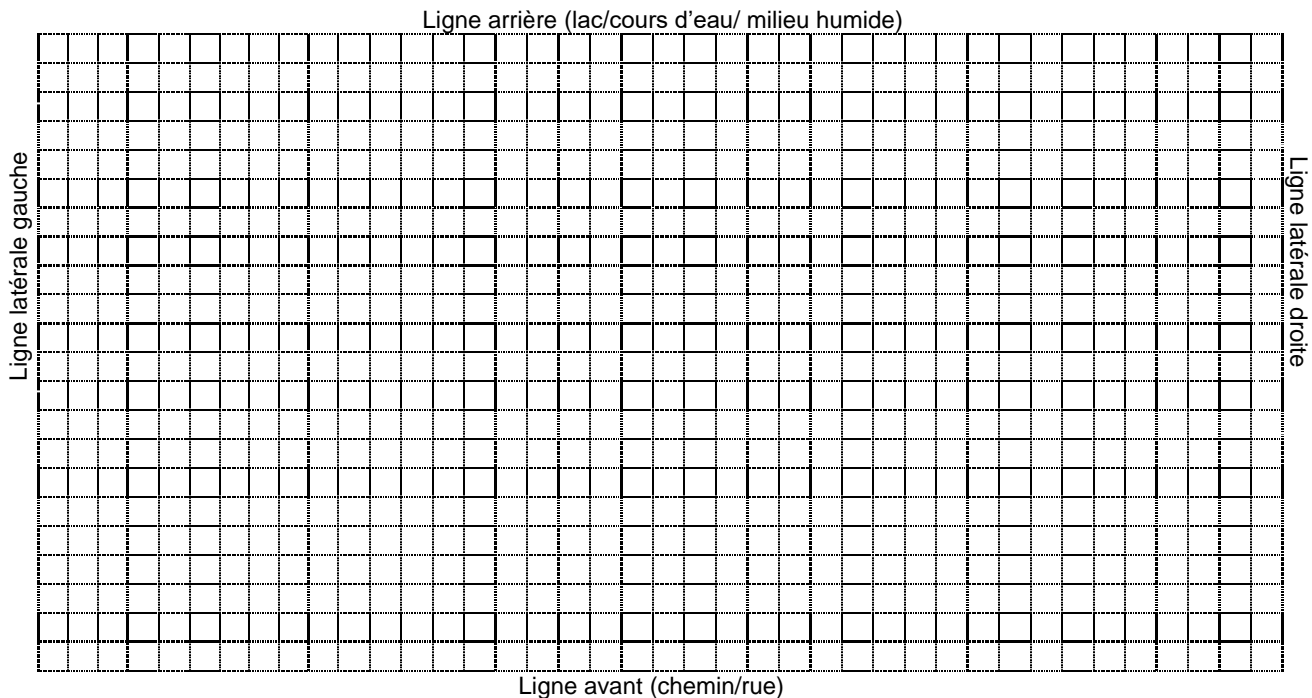 Ligne arrière (lac/cours d'eau/ milieu humide)
Ligne latérale gauche
Ligne latérale droite
Ligne avant (chemin/rue)